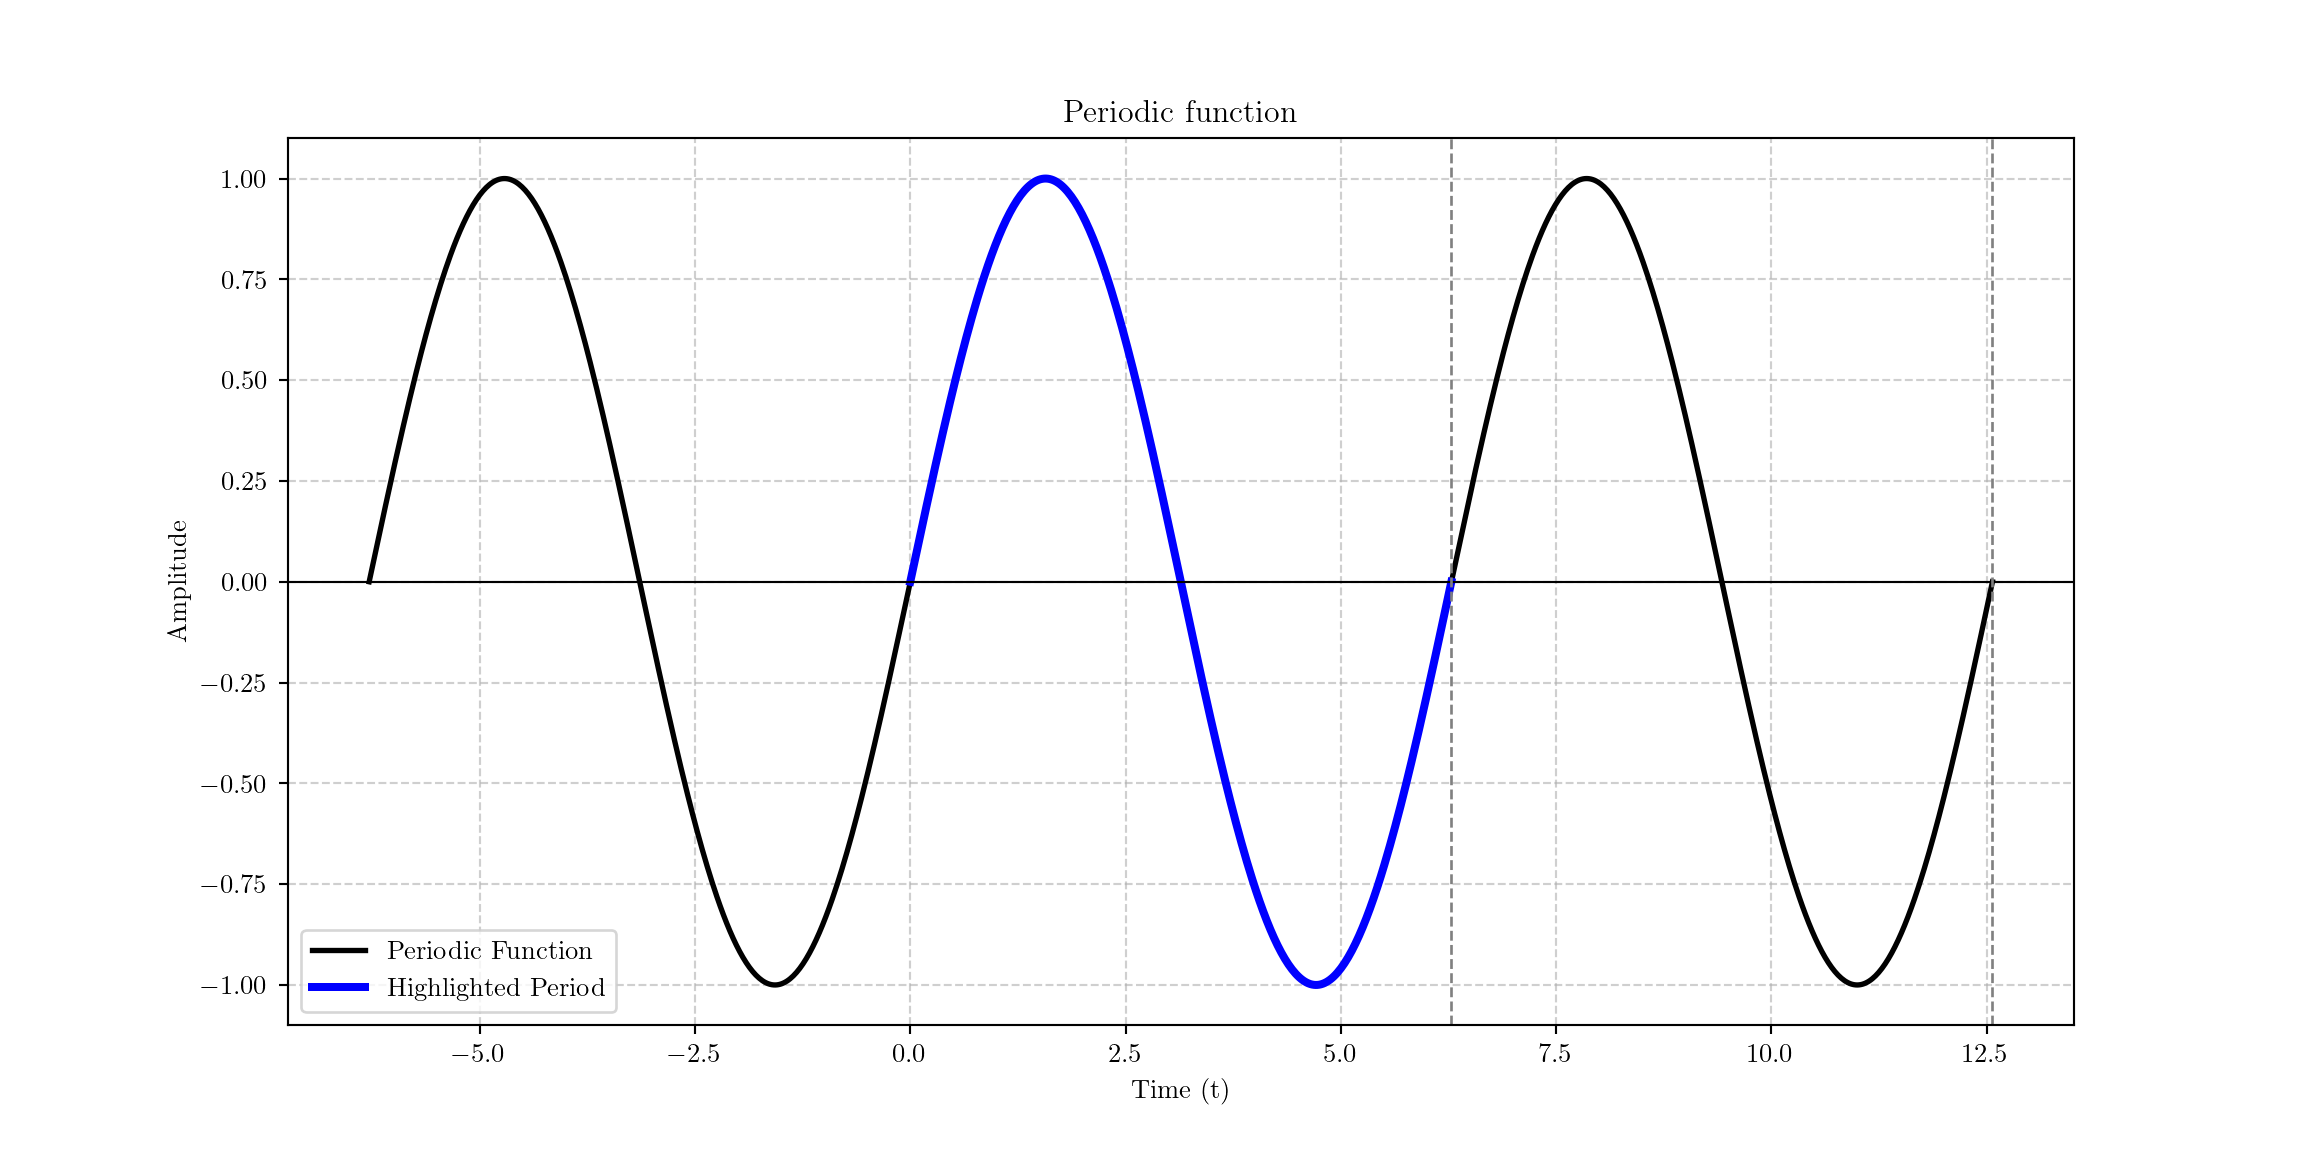 Periodic function
1.00
0.75
0.50
0.25
0.00
−0.25
−0.50
−0.75
−1.00
Amplitude
Periodic Function
Highlighted Period
−5.0 −2.5 0.0 2.5 5.0 7.5 10.0 12.5
Time (t)